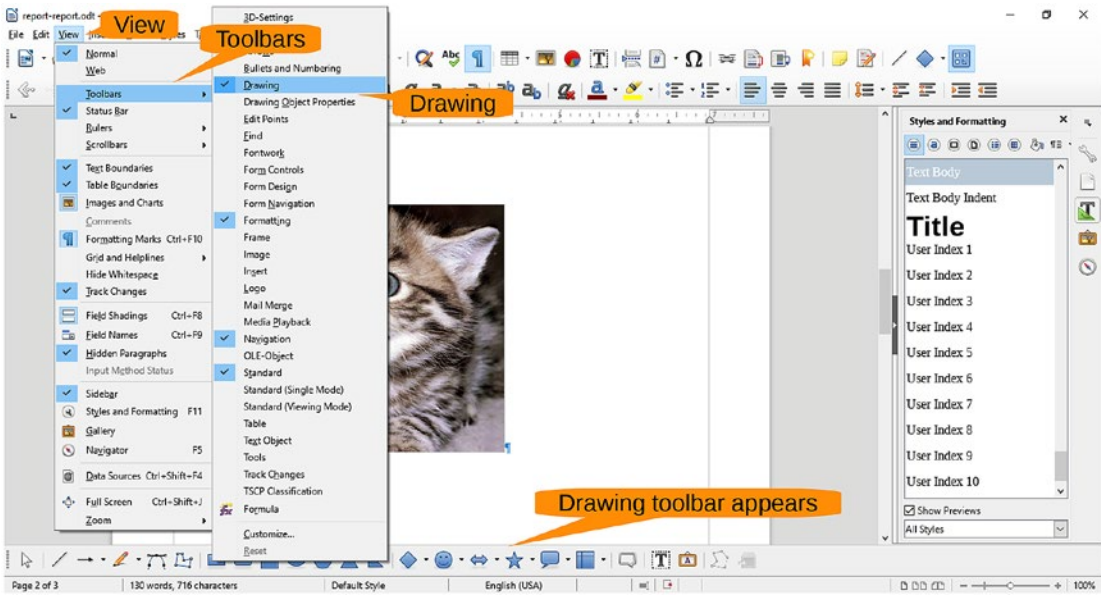 report-report.odt -
File Edit View
View
Toolbars
Drawing
Normal
Web
Toolbars
Status Bar
Rulers
Scrollbars
Text Boundaries
Table Boundaries
Images and Charts
Comments
Formatting Marks Ctrl+F10
Grid and Helplines
Hide Whitespace
Track Changes
Field Shadings Ctrl+F8
Field Names Ctrl+F9
Hidden Paragraphs
Input Method Status
Sidebar
Styles and Formatting F11
Gallery
Navigator F5
Data Sources Ctrl+Shift+F4
Full Screen Ctrl+Shift+J
Zoom
3D-Settings
Bullets and Numbering
Drawing
Drawing Object Properties
Edit Points
Find
Fontwork
Form Controls
Form Design
Form Navigation
Formatting
Frame
Image
Insert
Logo
Mail Merge
Media Playback
Navigation
OLE-Object
Standard
Standard (Single Mode)
Standard (Viewing Mode)
Table
Text Object
Tools
Track Changes
TSCP Classification
Formula
Customize...
Reset
Styles and Formatting
Text Body
Text Body Indent
Title
User Index 1
User Index 2
User Index 3
User Index 4
User Index 5
User Index 6
User Index 7
User Index 8
User Index 9
User Index 10
Show Previews
All Styles
Drawing toolbar appears
Page 2 of 3
130 words, 716 characters
Default Style
English (USA)
100%